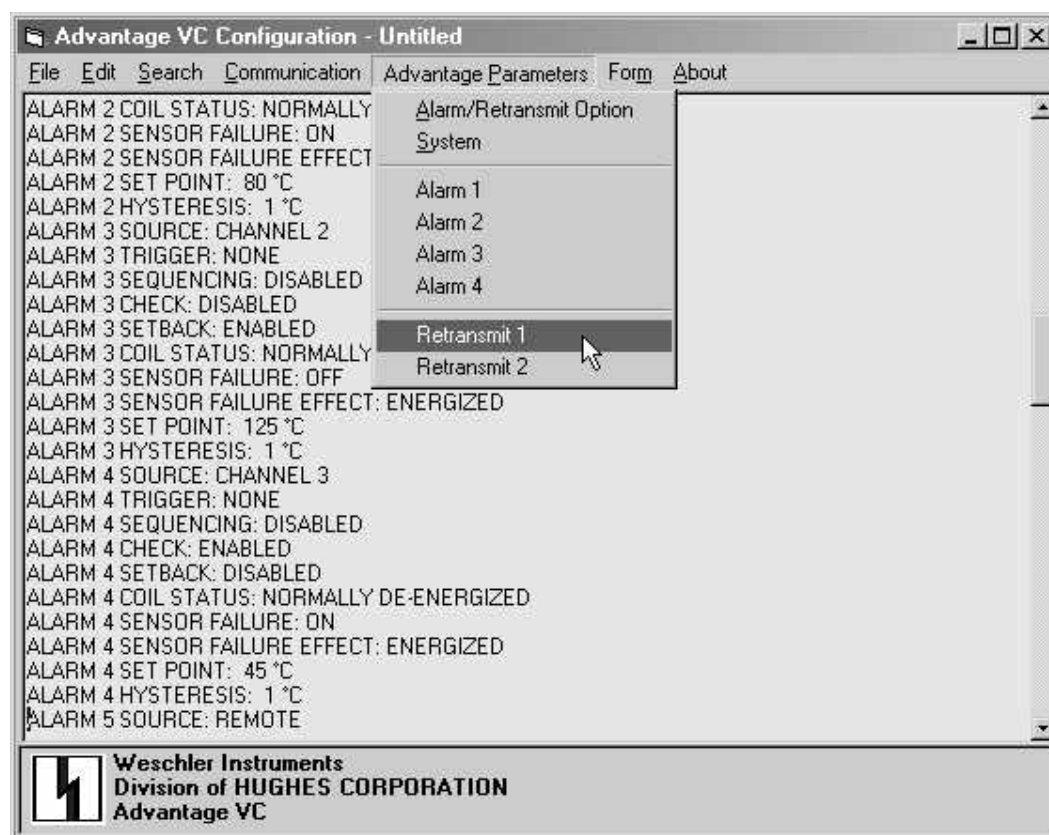 Advantage VC Configuration - Untitled
File Edit Search Communication Advantage Parameters Form About
ALARM 2 COIL STATUS: NORMALLY
ALARM 2 SENSOR FAILURE: ON
ALARM 2 SENSOR FAILURE EFFECT
ALARM 2 SET POINT: 80 °C
ALARM 2 HYSTERESIS: 1 °C
ALARM 3 SOURCE: CHANNEL 2
ALARM 3 TRIGGER: NONE
ALARM 3 SEQUENCING: DISABLED
ALARM 3 CHECK: DISABLED
ALARM 3 SETBACK: ENABLED
ALARM 3 COIL STATUS: NORMALLY
ALARM 3 SENSOR FAILURE: OFF
ALARM 3 SENSOR FAILURE EFFECT: ENERGIZED
ALARM 3 SET POINT: 125 °C
ALARM 3 HYSTERESIS: 1 °C
ALARM 4 SOURCE: CHANNEL 3
ALARM 4 TRIGGER: NONE
ALARM 4 SEQUENCING: DISABLED
ALARM 4 CHECK: ENABLED
ALARM 4 SETBACK: DISABLED
ALARM 4 COIL STATUS: NORMALLY DE-ENERGIZED
ALARM 4 SENSOR FAILURE: ON
ALARM 4 SENSOR FAILURE EFFECT: ENERGIZED
ALARM 4 SET POINT: 45 °C
ALARM 4 HYSTERESIS: 1 °C
ALARM 5 SOURCE: REMOTE
Alarm/Retransmit Option
System
Alarm 1
Alarm 2
Alarm 3
Alarm 4
Retransmit 1
Retransmit 2
Weschler Instruments
Division of HUGHES CORPORATION
Advantage VC